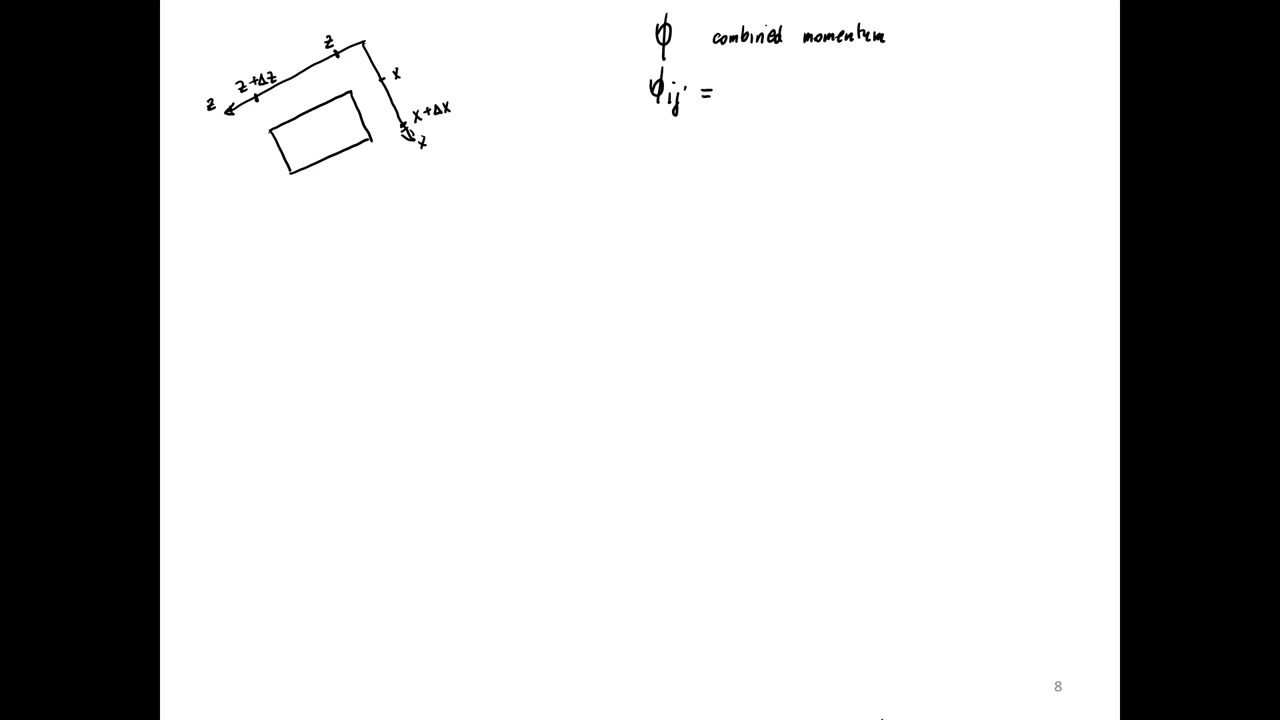 z
z+Δz
z
x
x+Δx
x
ϕ combined momentum
ϕij =
8